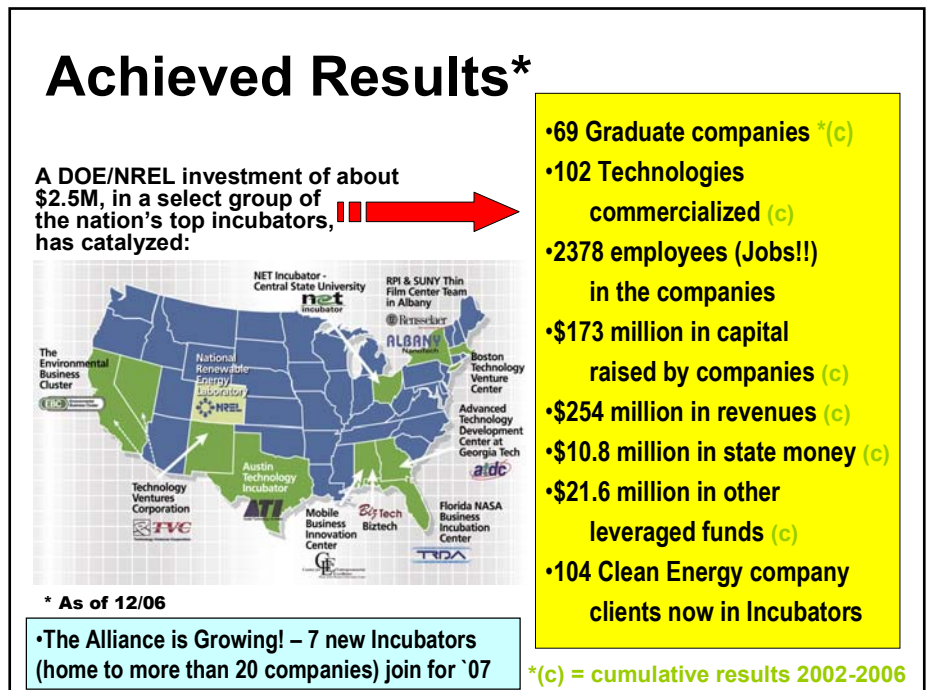 Achieved Results*
A DOE/NREL investment of about
$2.5M, in a select group of
the nation's top incubators,
has catalyzed:
NET Incubator -
Central State University
net
incubator
RPI & SUNY Thin
Film Center Team
in Albany
Rensselaer
ALBANY
NanoTech
The
Environmental
Business
Cluster
EBC
National
Renewable
Energy
Laboratory
NREL
Boston
Technology
Venture
Center
Advanced
Technology
Development
Center at
Georgia Tech
atdc
Technology
Ventures
Corporation
TVC
Austin
Technology
Incubator
ATI
Mobile
Business
Innovation
Center
BizTech
Biztech
Florida NASA
Business
Incubation
Center
TRDA
* As of 12/06
•The Alliance is Growing! – 7 new Incubators
(home to more than 20 companies) join for `07
•69 Graduate companies *(c)
•102 Technologies
commercialized (c)
•2378 employees (Jobs!!)
in the companies
•$173 million in capital
raised by companies (c)
•$254 million in revenues (c)
•$10.8 million in state money (c)
•$21.6 million in other
leveraged funds (c)
•104 Clean Energy company
clients now in Incubators
*(c) = cumulative results 2002-2006